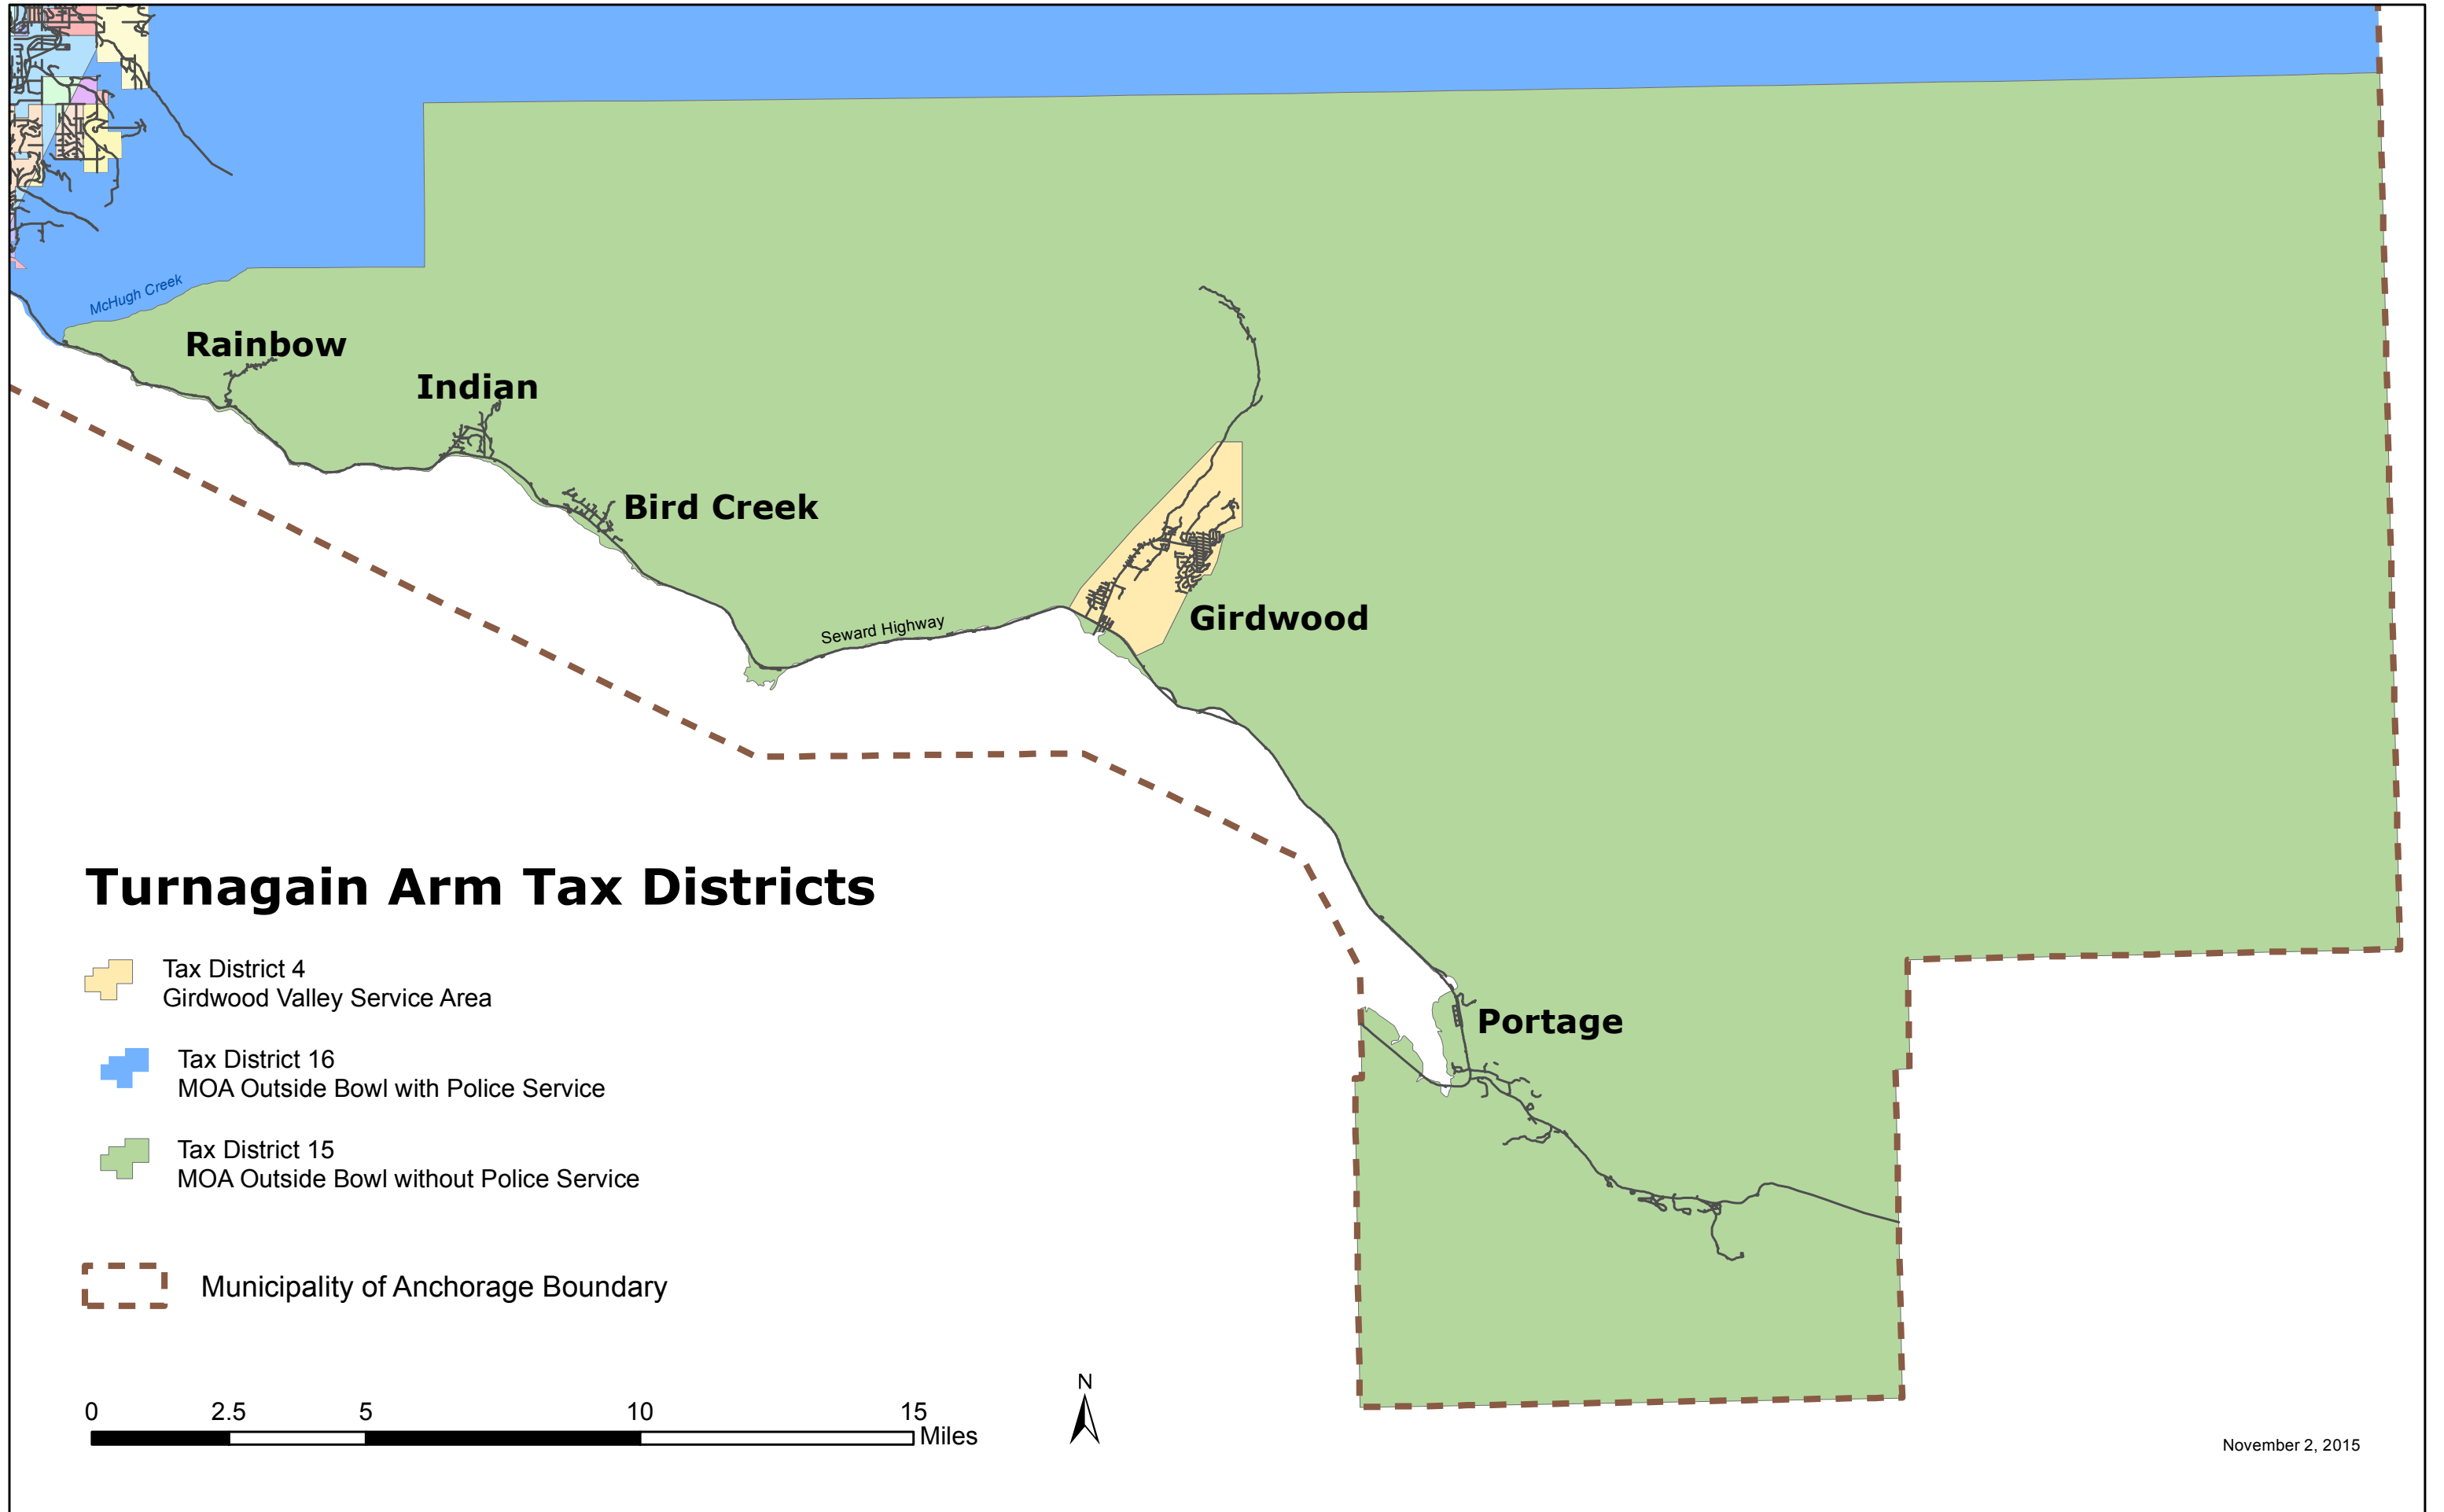 McHugh Creek
Rainbow
Indian
Bird Creek
Seward Highway
Girdwood
Turnagain Arm Tax Districts
Tax District 4
Girdwood Valley Service Area
Portage
Tax District 16
MOA Outside Bowl with Police Service
Tax District 15
MOA Outside Bowl without Police Service
Municipality of Anchorage Boundary
N
0 2.5 5 10 15
Miles
November 2, 2015